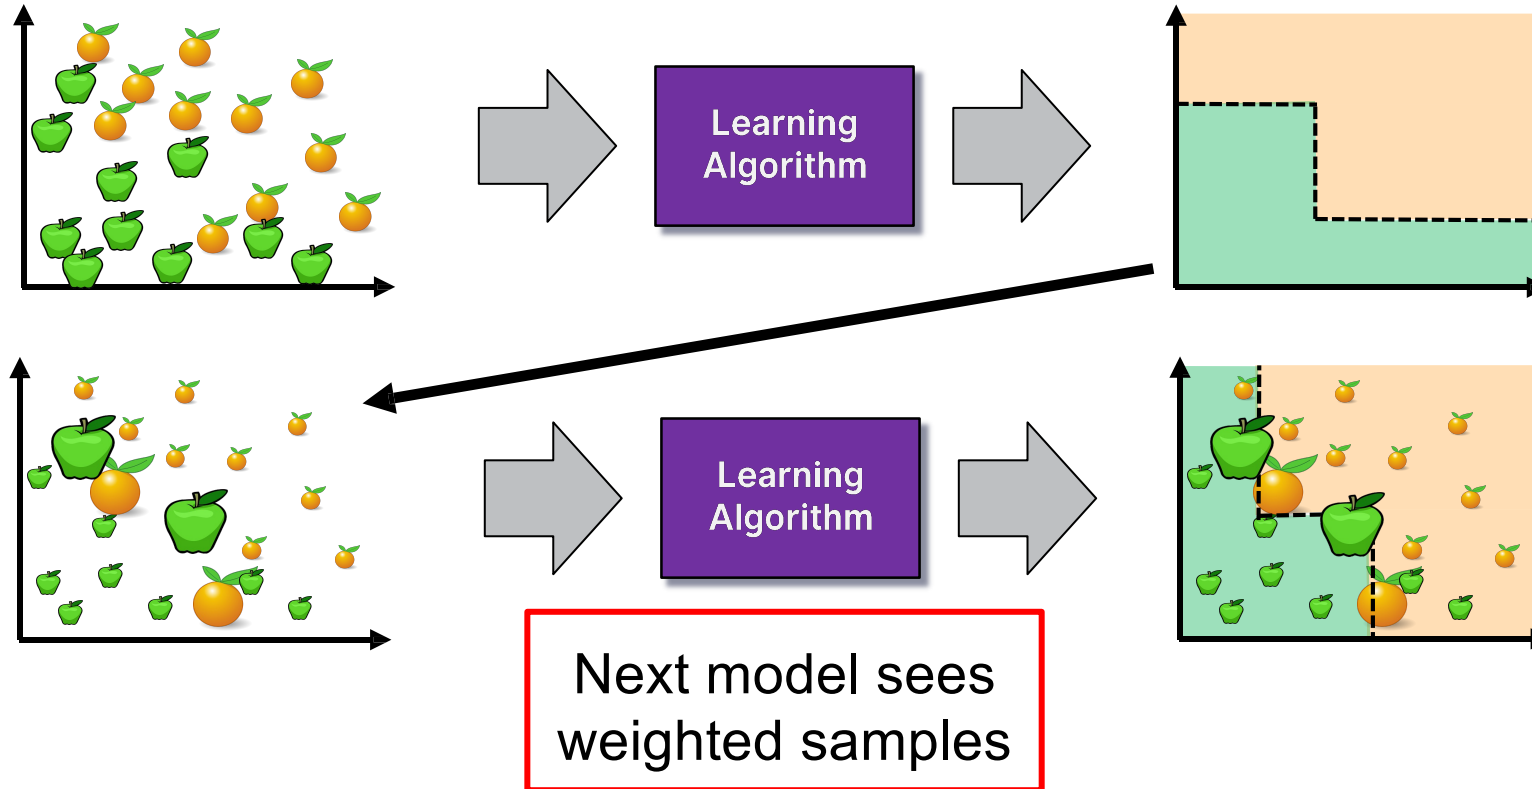 Learning
Algorithm
Learning
Algorithm
Next model sees
weighted samples